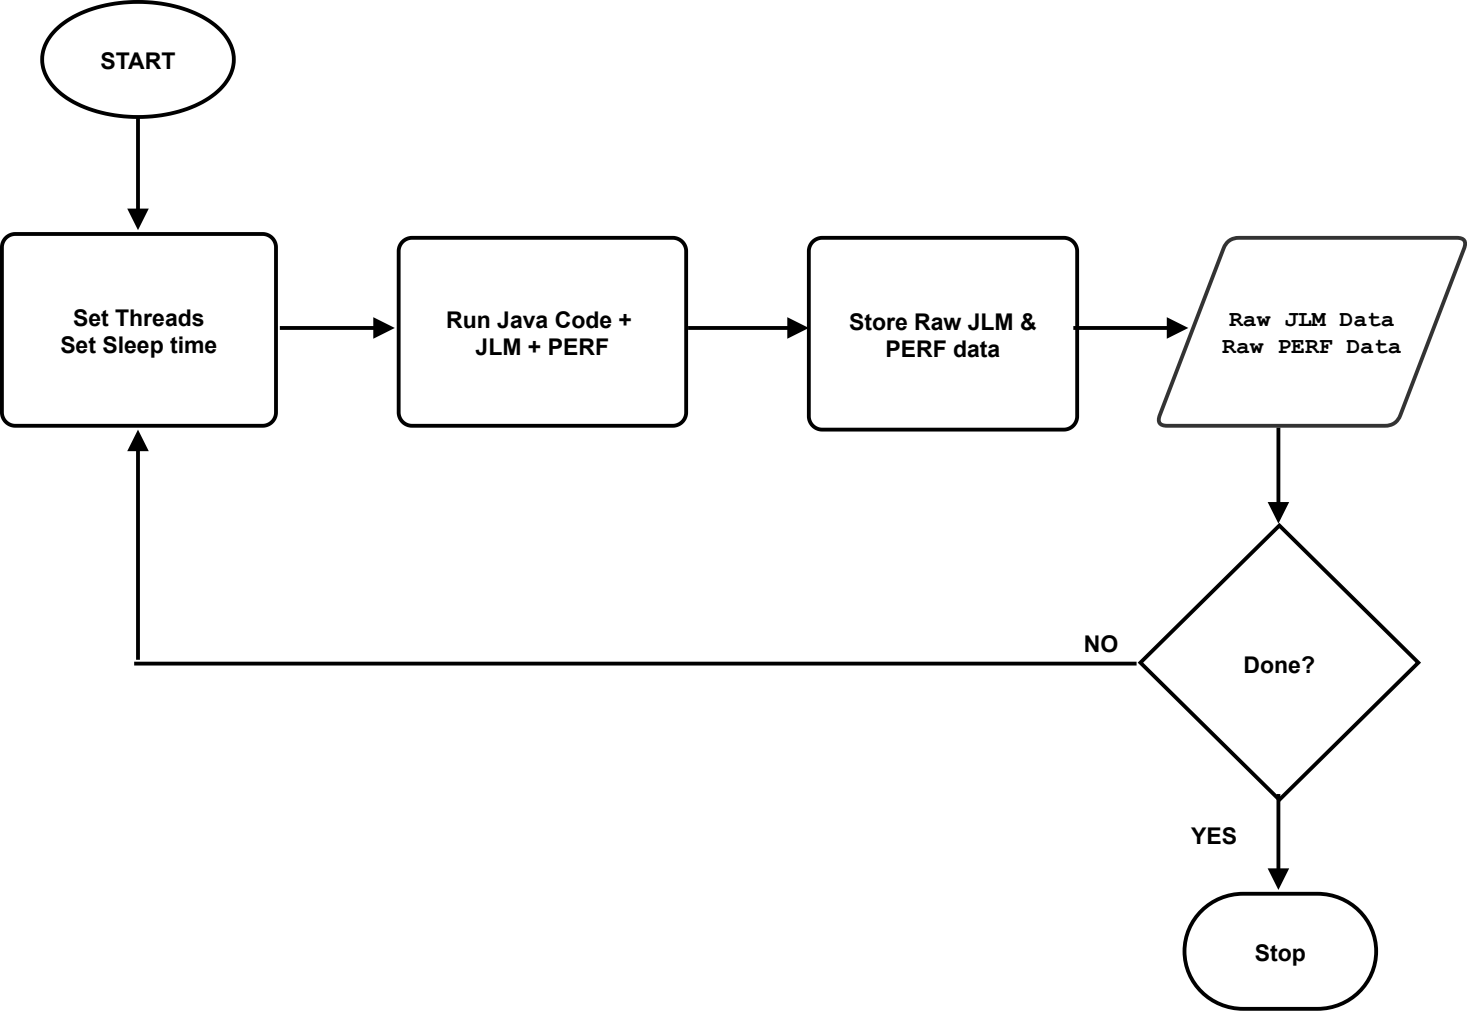 START
Set Threads
Set Sleep time
Run Java Code +
JLM + PERF
Store Raw JLM &
PERF data
Raw JLM Data
Raw PERF Data
NO
Done?
YES
Stop